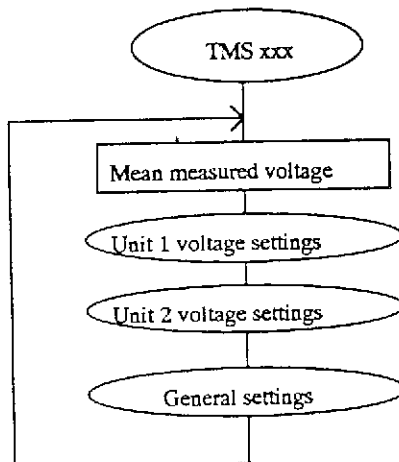 TMS xxx
Mean measured voltage
Unit 1 voltage settings
Unit 2 voltage settings
General settings